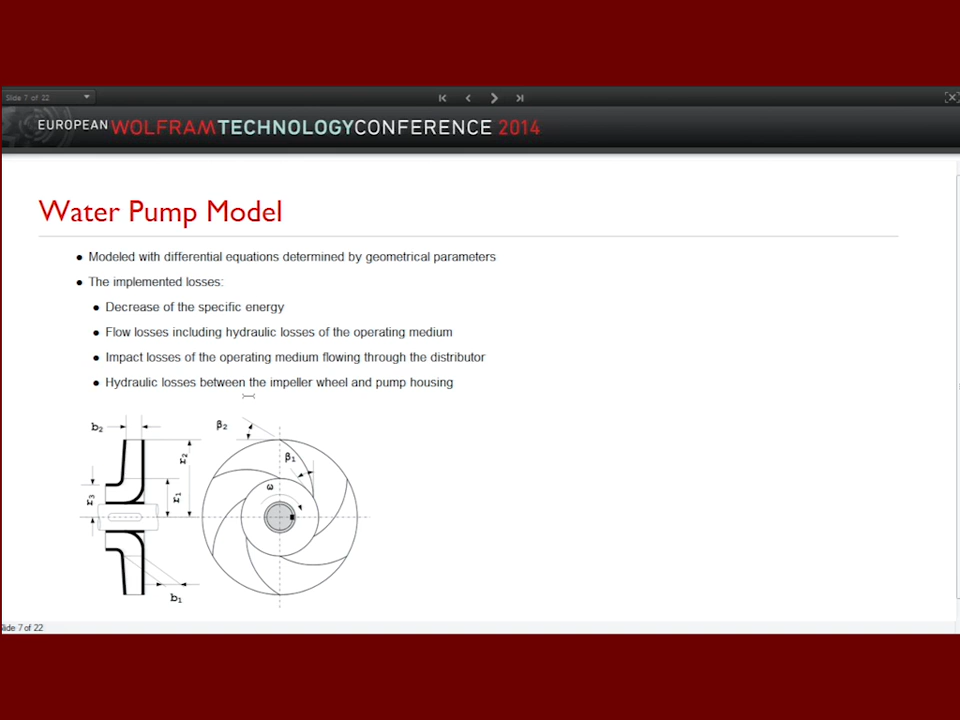 Slide 7 of 22
EUROPEAN WOLFRAMTECHNOLOGYCONFERENCE 2014
Water Pump Model
Modeled with differential equations determined by geometrical parameters
The implemented losses:
Decrease of the specific energy
Flow losses including hydraulic losses of the operating medium
Impact losses of the operating medium flowing through the distributor
Hydraulic losses between the impeller wheel and pump housing
b₂
β₂
r₂
β₁
r₃
r₁
ω
b₁
Slide 7 of 22